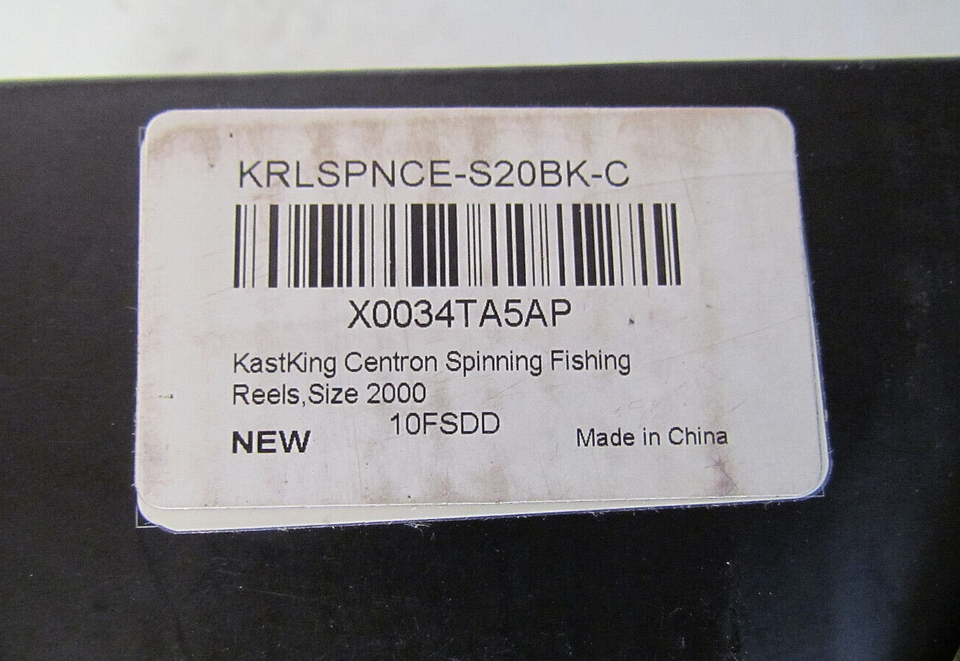 KRLSPNCE-S20BK-C
X0034TA5AP
KastKing Centron Spinning Fishing
Reels,Size 2000
10FSDD
NEW
Made in China